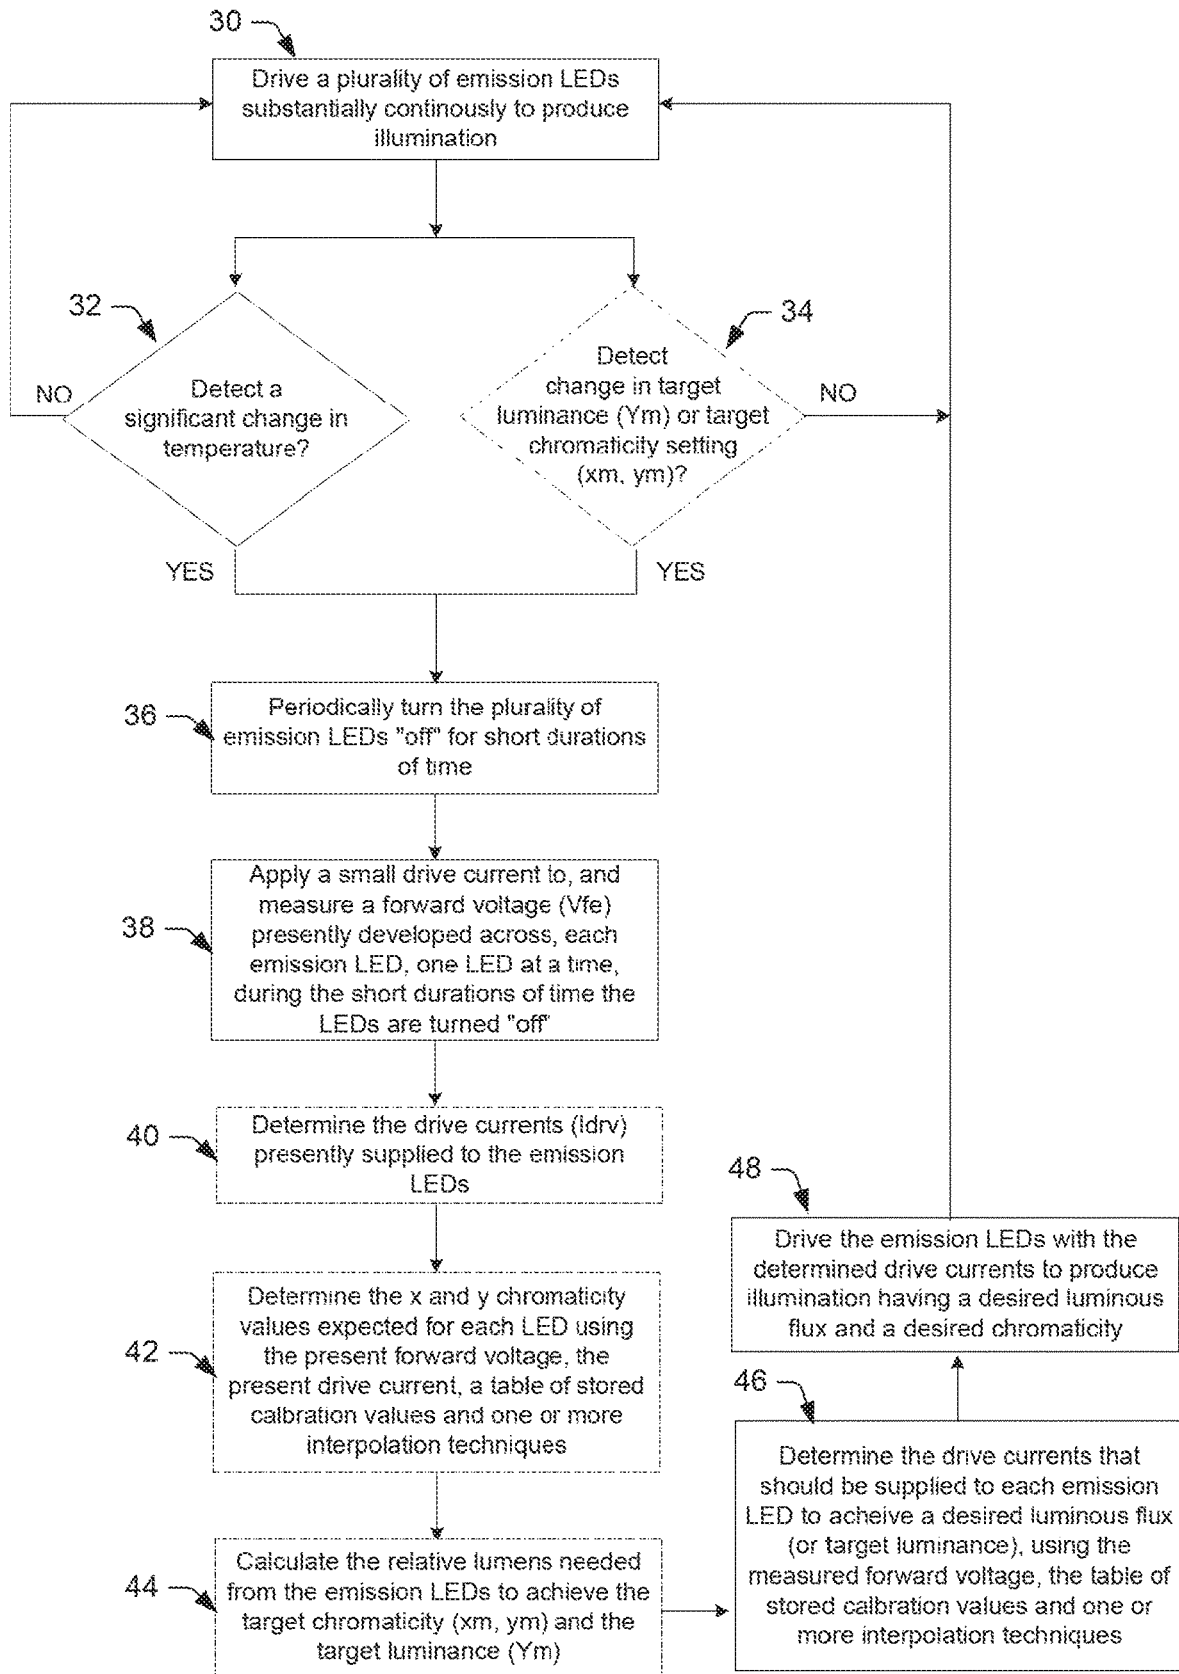 30
Drive a plurality of emission LEDs
substantially continously to produce
illumination
32
Detect a
significant change in
temperature?
NO
YES
34
Detect
change in target
luminance (Ym) or target
chromaticity setting
(xm, ym)?
NO
YES
36
Periodically turn the plurality of
emission LEDs "off" for short durations
of time
38
Apply a small drive current to, and
measure a forward voltage (Vfe)
presently developed across, each
emission LED, one LED at a time,
during the short durations of time the
LEDs are turned "off"
40
Determine the drive currents (Idrv)
presently supplied to the emission
LEDs
42
Determine the x and y chromaticity
values expected for each LED using
the present forward voltage, the
present drive current, a table of stored
calbration values and one or more
interpolation techniques
44
Calculate the relative lumens needed
from the emission LEDs to achieve the
target chromaticity (xm, ym) and the
target luminance (Ym)
46
Determine the drive currents that
should be supplied to each emission
LED to acheive a desired luminous flux
(or target luminance), using the
measured forward voltage, the table of
stored calbration values and one or
more interpolation techniques
48
Drive the emission LEDs with the
determined drive currents to produce
illumination having a desired luminous
flux and a desired chromaticity